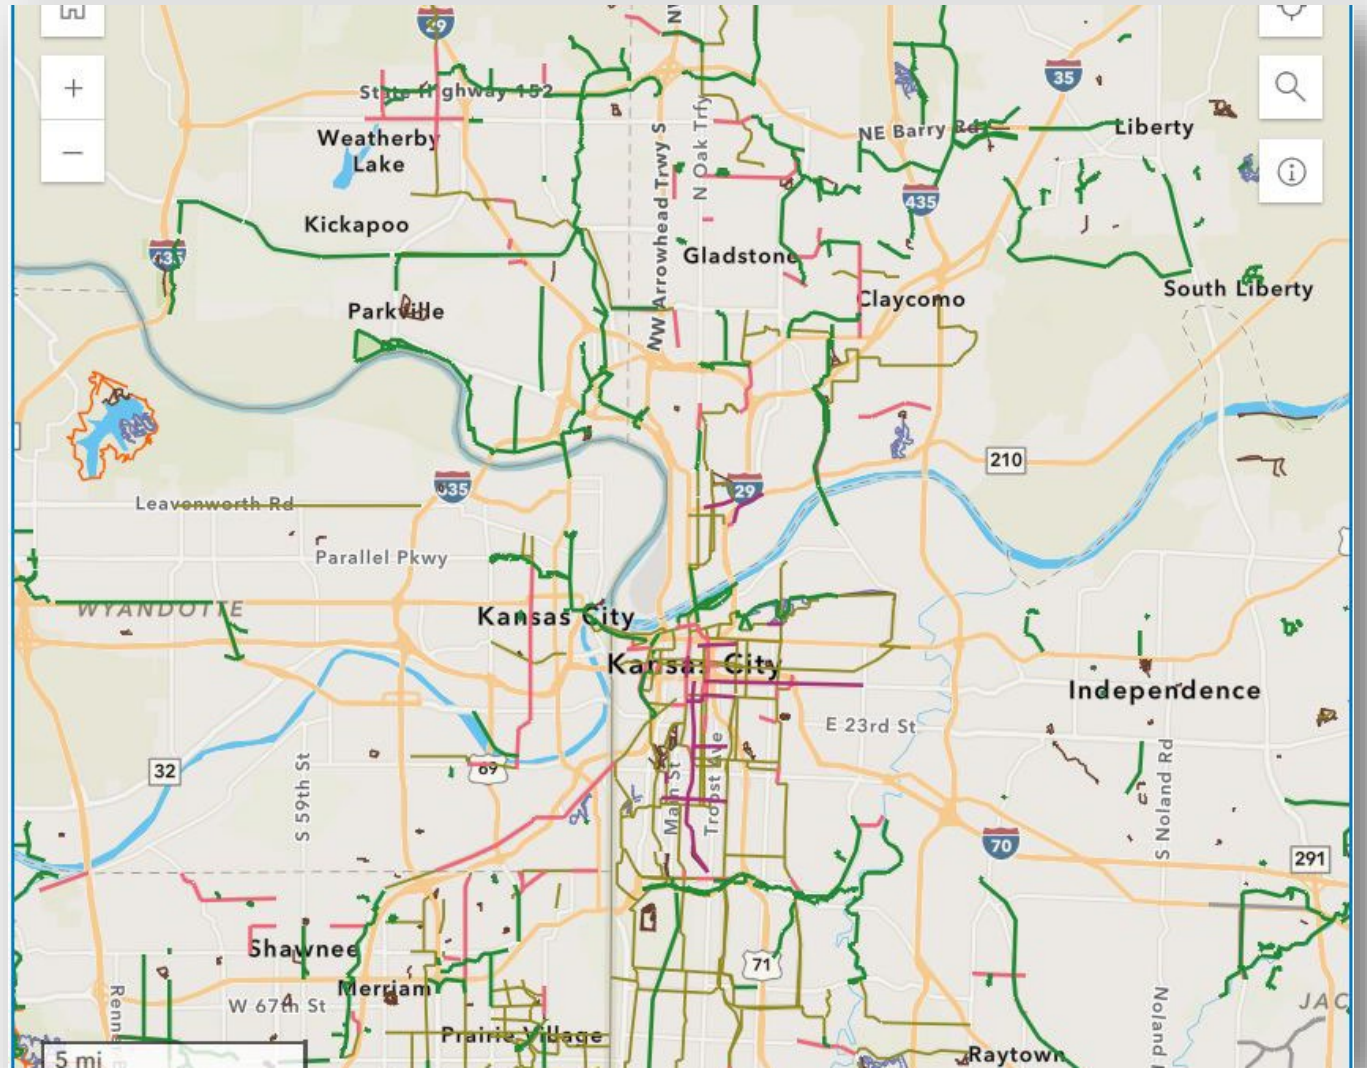 29
35
State Highway 152
N Oak Trfy
NE Barry Rd
Liberty
Weatherby
Lake
NW Arrowhead Trwy S
435
Kickapoo
435
Gladstone
South Liberty
Claycomo
Parkville
210
635
29
Leavenworth Rd
Parallel Pkwy
WYANDOTTE
Kansas City
Kansas City
Independence
E 23rd St
32
69
S 59th St
Main St
Troost Ave
S Noland Rd
70
291
Shawnee
71
Merriam
W 67th St
Renne
Noland
JAC
Prairie Village
Raytown
5 mi